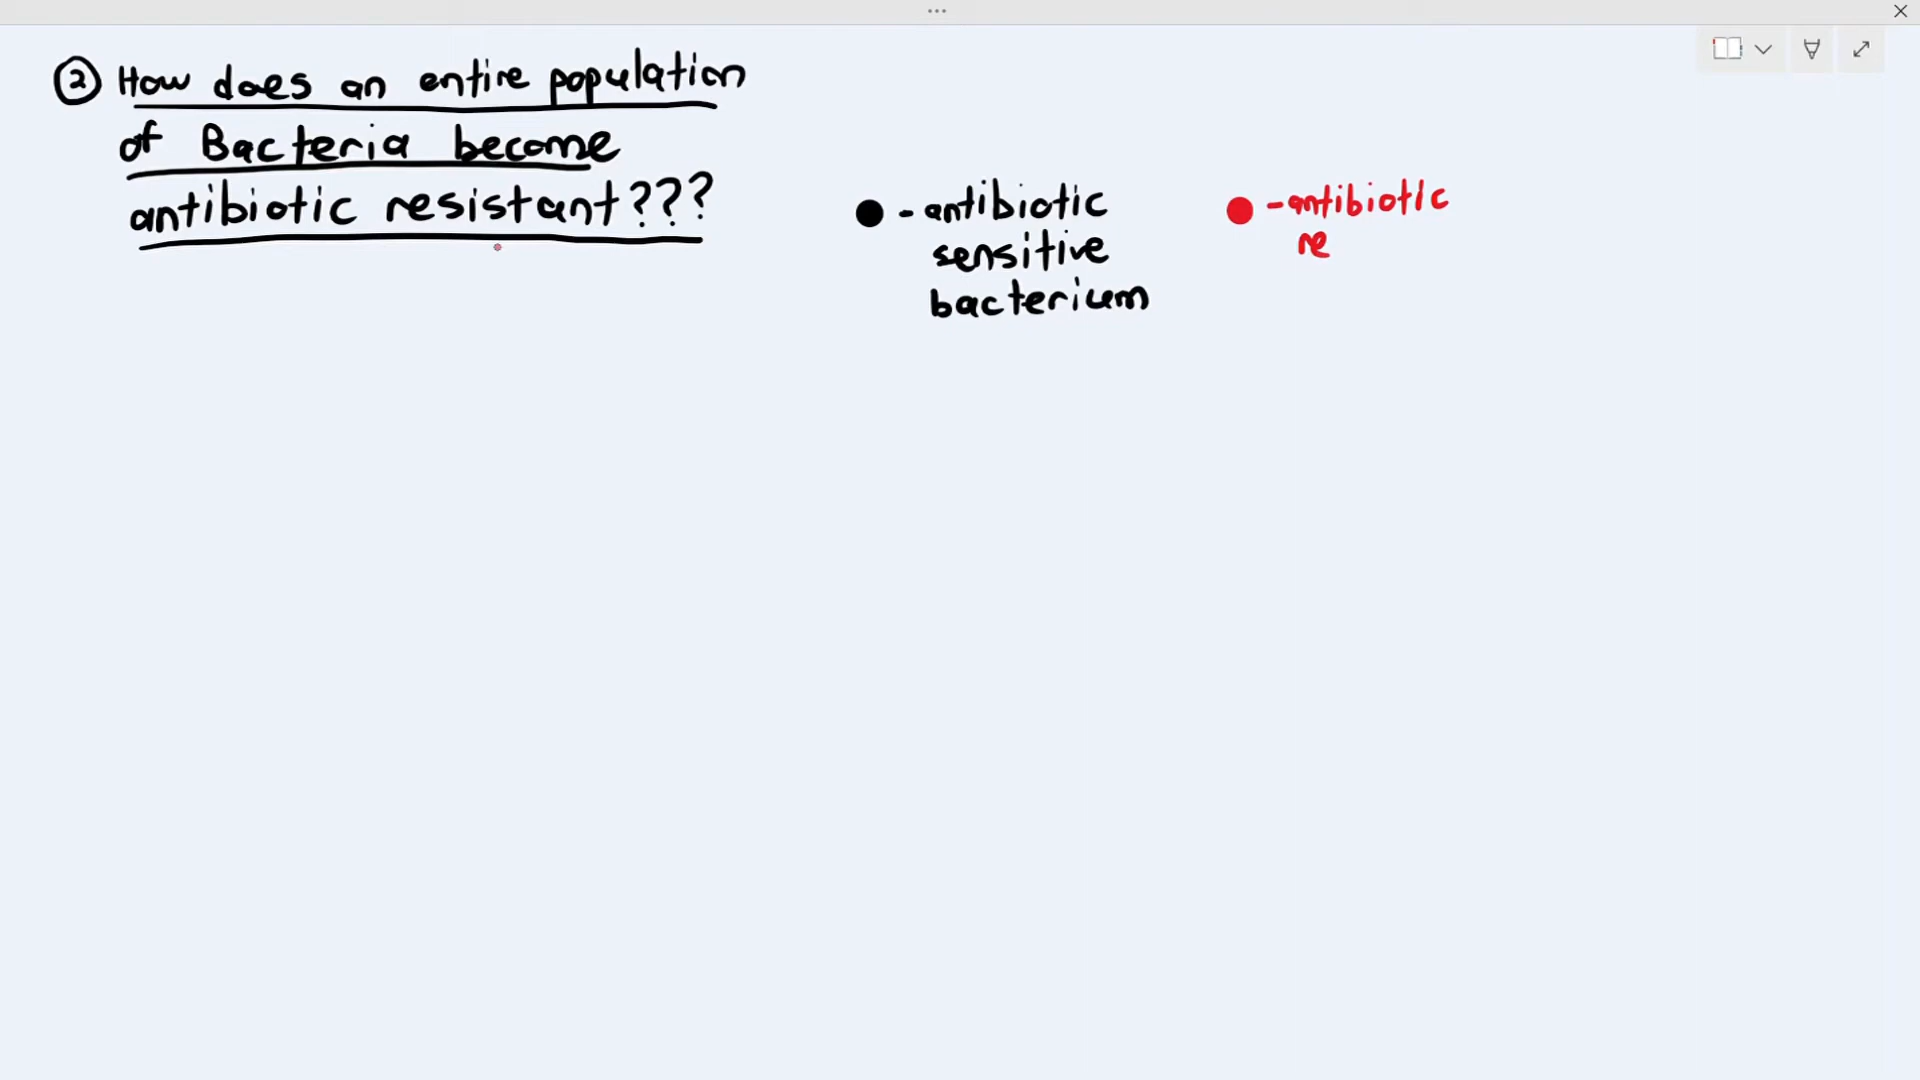 ② How does an entire population
of Bacteria become
antibiotic resistant???
- antibiotic
sensitive
bacterium
- antibiotic
re